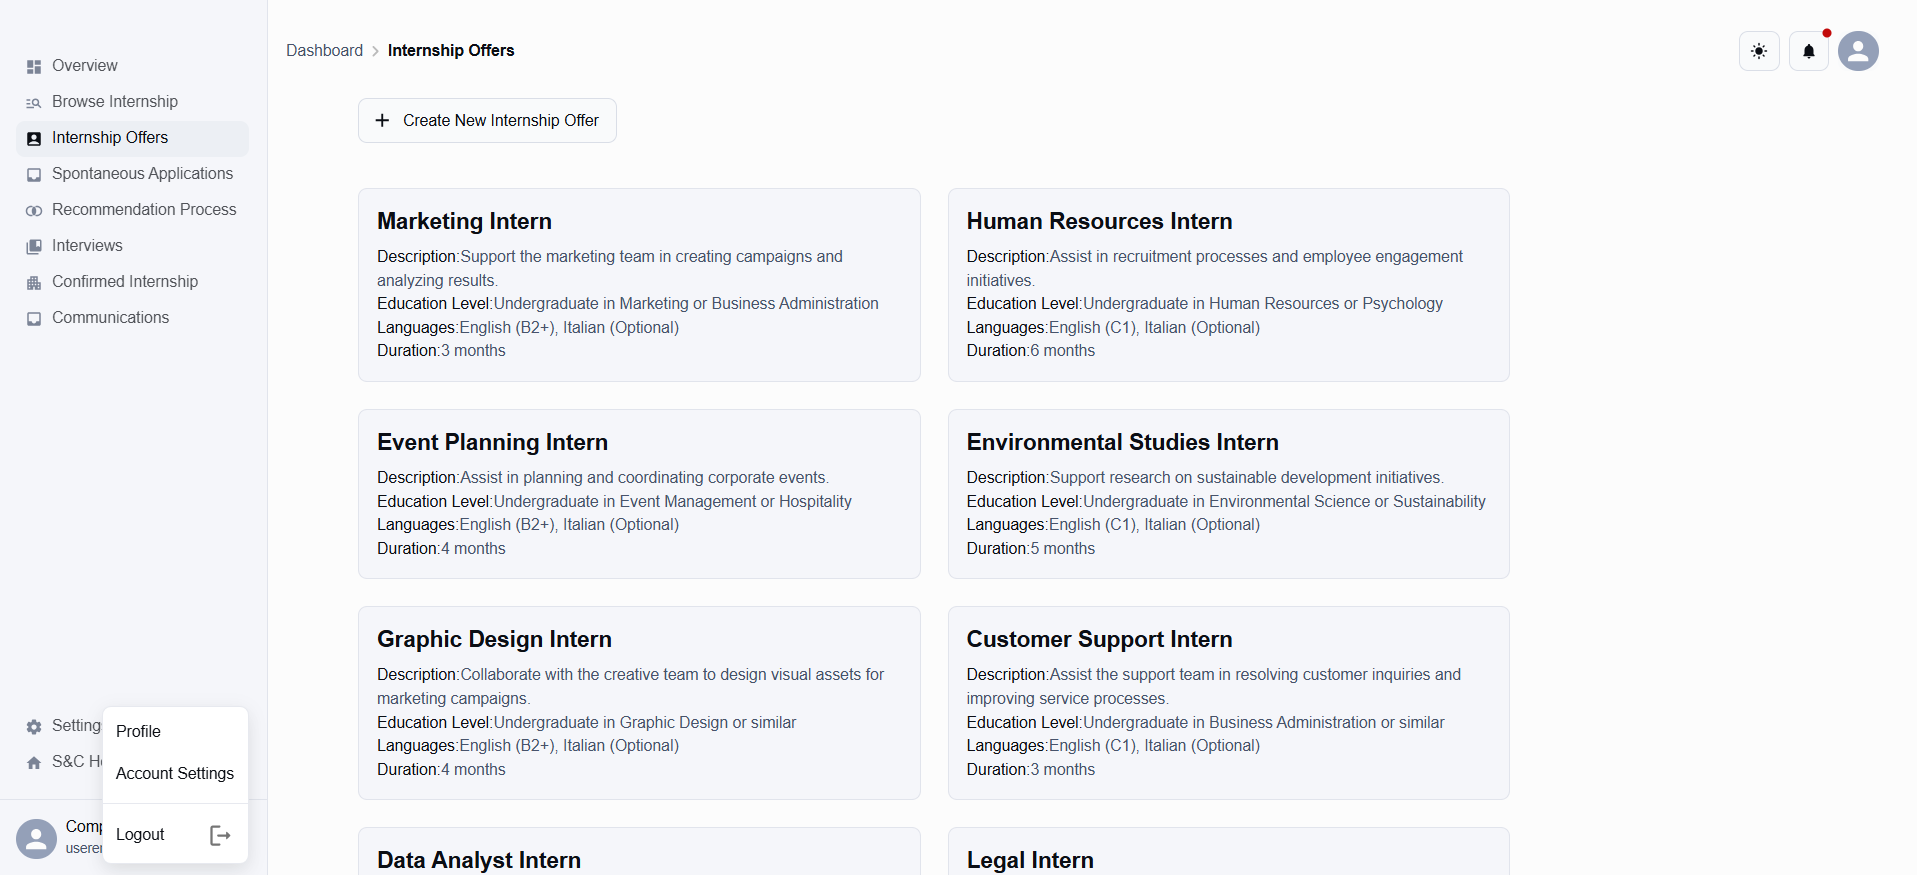 Overview
Browse Internship
Internship Offers
Spontaneous Applications
Recommendation Process
Interviews
Confirmed Internship
Communications
Profile
Account Settings
Logout
Dashboard > Internship Offers
Create New Internship Offer
Marketing Intern
Description:Support the marketing team in creating campaigns and
analyzing results.
Education Level:Undergraduate in Marketing or Business Administration
Languages:English (B2+), Italian (Optional)
Duration:3 months
Human Resources Intern
Description:Assist in recruitment processes and employee engagement
initiatives.
Education Level:Undergraduate in Human Resources or Psychology
Languages:English (C1), Italian (Optional)
Duration:6 months
Event Planning Intern
Description:Assist in planning and coordinating corporate events.
Education Level:Undergraduate in Event Management or Hospitality
Languages:English (B2+), Italian (Optional)
Duration:4 months
Environmental Studies Intern
Description:Support research on sustainable development initiatives.
Education Level:Undergraduate in Environmental Science or Sustainability
Languages:English (C1), Italian (Optional)
Duration:5 months
Graphic Design Intern
Description:Collaborate with the creative team to design visual assets for
marketing campaigns.
Education Level:Undergraduate in Graphic Design or similar
Languages:English (B2+), Italian (Optional)
Duration:4 months
Customer Support Intern
Description:Assist the support team in resolving customer inquiries and
improving service processes.
Education Level:Undergraduate in Business Administration or similar
Languages:English (C1), Italian (Optional)
Duration:3 months
Data Analyst Intern
Legal Intern